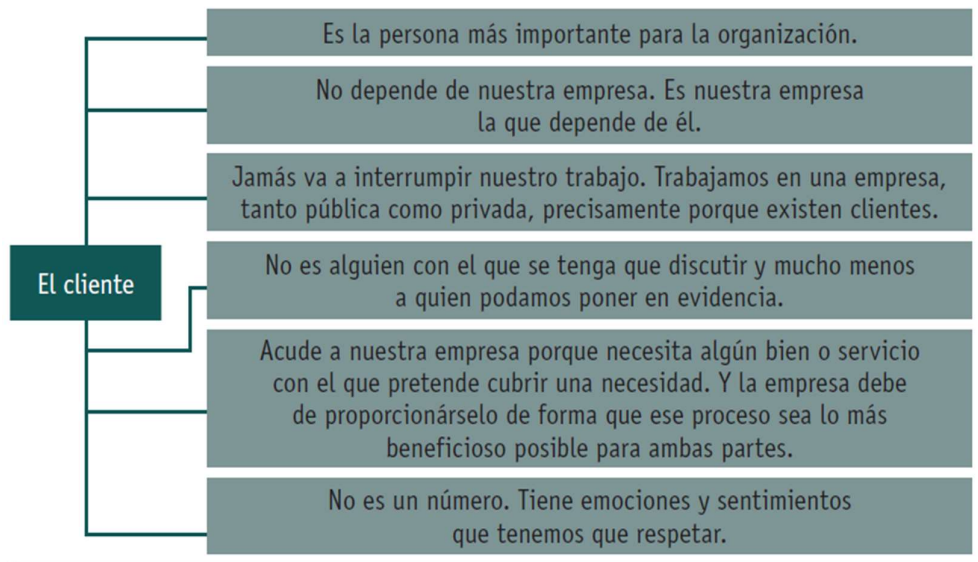 Es la persona más importante para la organización.
No depende de nuestra empresa. Es nuestra empresa
la que depende de él.
Jamás va a interrumpir nuestro trabajo. Trabajamos en una empresa,
tanto pública como privada, precisamente porque existen clientes.
El cliente
No es alguien con el que se tenga que discutir y mucho menos
a quien podamos poner en evidencia.
Acude a nuestra empresa porque necesita algún bien o servicio
con el que pretende cubrir una necesidad. Y la empresa debe
de proporcionárselo de forma que ese proceso sea lo más
beneficioso posible para ambas partes.
No es un número. Tiene emociones y sentimientos
que tenemos que respetar.